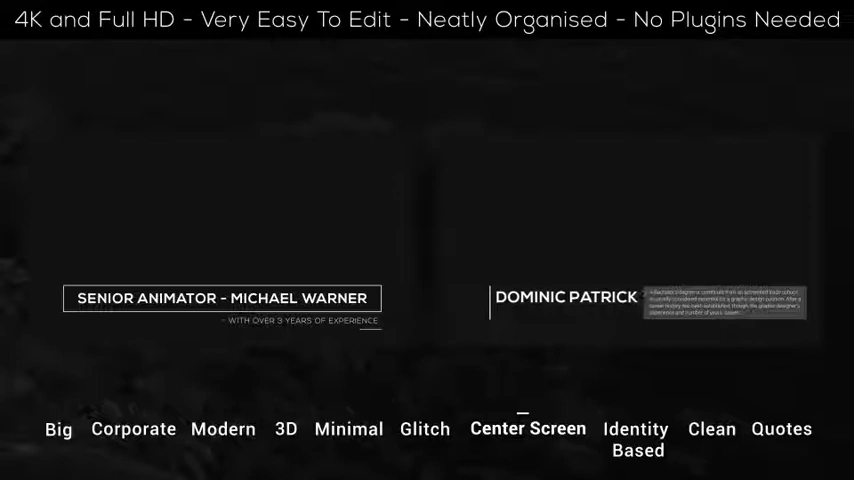 4K and Full HD - Very Easy To Edit - Neatly Organised - No Plugins Needed
SENIOR ANIMATOR - MICHAEL WARNER
- WITH OVER 3 YEARS OF EXPERIENCE
DOMINIC PATRICK
Big Corporate Modern 3D Minimal Glitch Center Screen Identity Based Clean Quotes